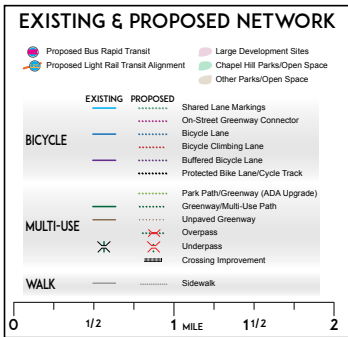 EXISTING & PROPOSED NETWORK
Proposed Bus Rapid Transit
Proposed Light Rail Transit Alignment
Large Development Sites
Chapel Hill Parks/Open Space
Other Parks/Open Space
EXISTING PROPOSED
BICYCLE
Shared Lane Markings
On-Street Greenway Connector
Bicycle Lane
Bicycle Climbing Lane
Buffered Bicycle Lane
Protected Bike Lane/Cycle Track
MULTI-USE
Park Path/Greenway (ADA Upgrade)
Greenway/Multi-Use Path
Unpaved Greenway
Overpass
Underpass
Crossing Improvement
WALK
Sidewalk
0 1/2 1 MILE 1 1/2 2